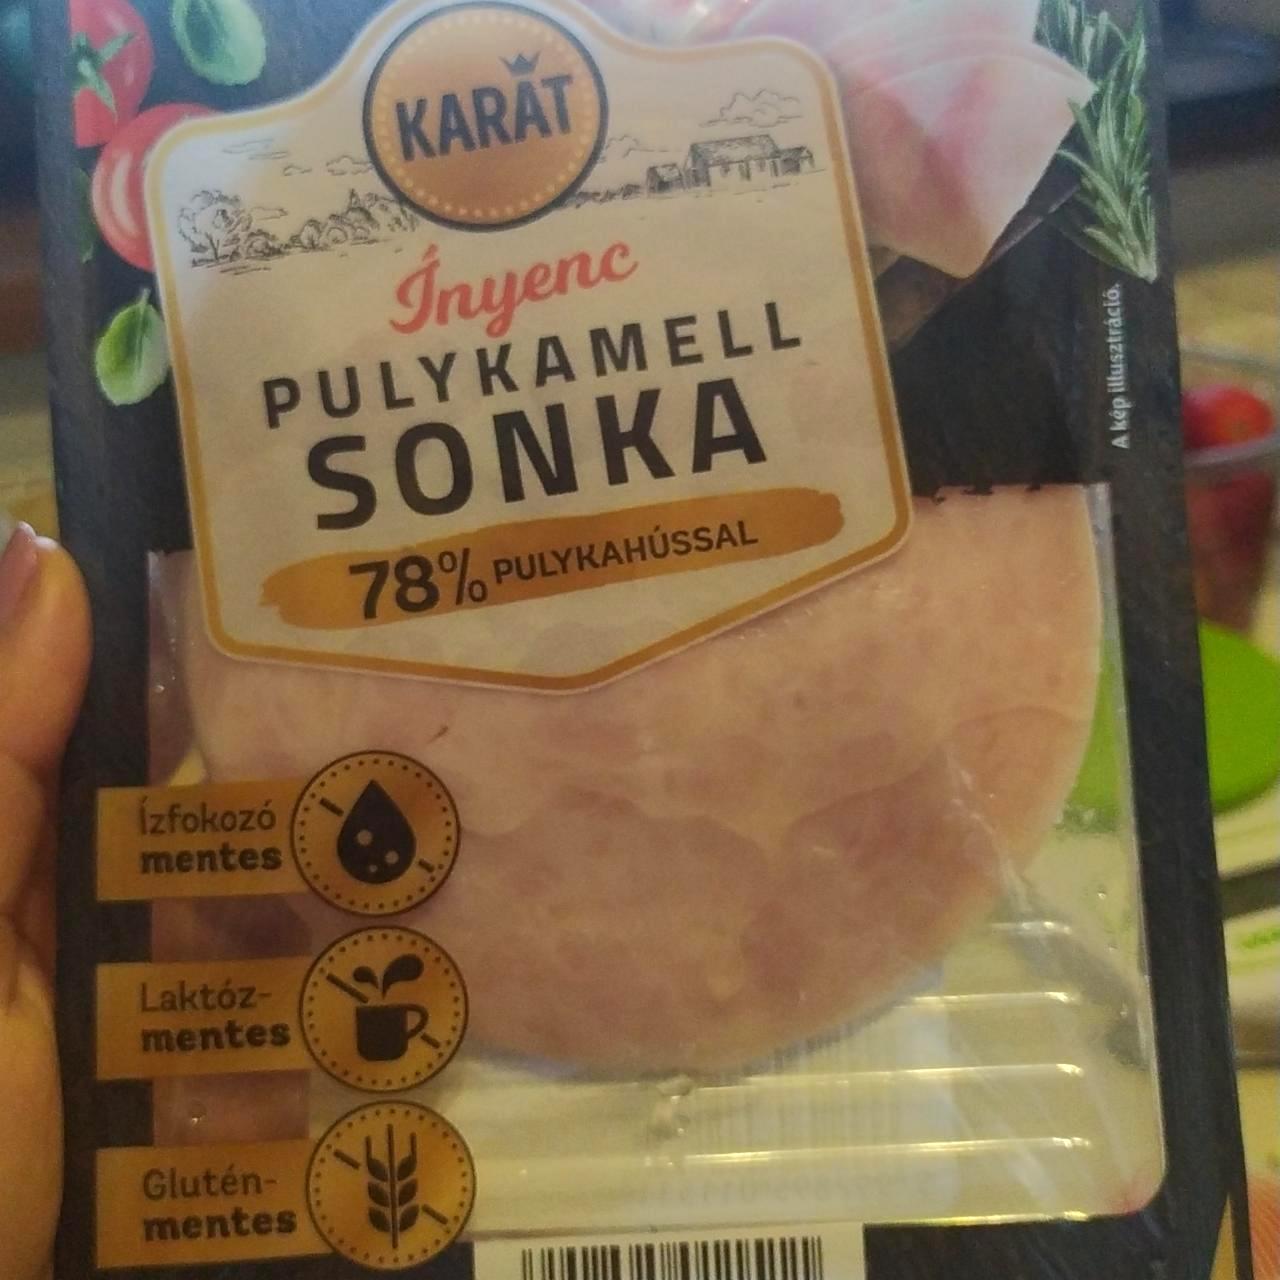 KARÁT
Ínyenc
PULYKAMELL
SONKA
78% PULYKAHÚSSAL
A kép illusztráció.
Ízfokozó
mentes
Laktóz-
mentes
Glutén-
mentes